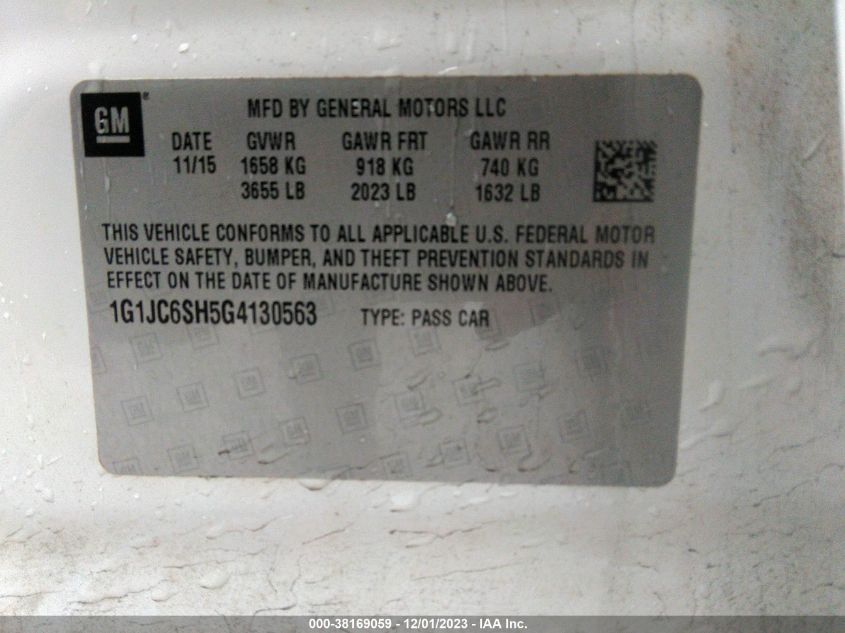 GM ®
MFD BY GENERAL MOTORS LLC
DATE GVWR GAWR FRT GAWR RR
11/15 1658 KG 918 KG 740 KG
3655 LB 2023 LB 1632 LB
THIS VEHICLE CONFORMS TO ALL APPLICABLE U.S. FEDERAL MOTOR
VEHICLE SAFETY, BUMPER, AND THEFT PREVENTION STANDARDS IN
EFFECT ON THE DATE OF MANUFACTURE SHOWN ABOVE.
1G1JC6SH5G4130563 TYPE: PASS CAR
000-38169059 - 12/01/2023 - IAA Inc.